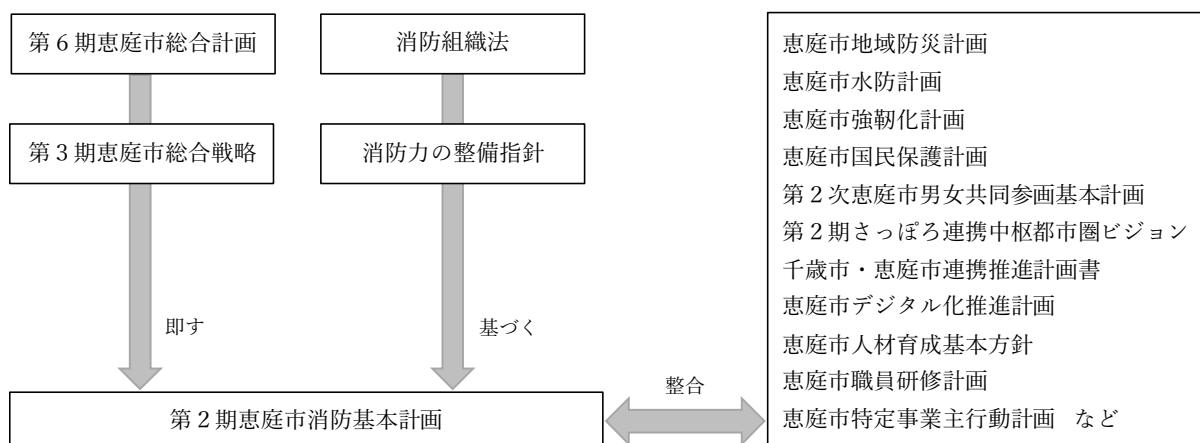 第６期恵庭市総合計画
消防組織法
第３期恵庭市総合戦略
消防力の整備指針
即す
基づく
第２期恵庭市消防基本計画
整合
恵庭市地域防災計画
恵庭市水防計画
恵庭市強靭化計画
恵庭市国民保護計画
第２次恵庭市男女共同参画基本計画
第２期さっぽろ連携中枢都市圏ビジョン
千歳市・恵庭市連携推進計画書
恵庭市デジタル化推進計画
恵庭市人材育成基本方針
恵庭市職員研修計画
恵庭市特定事業主行動計画　など